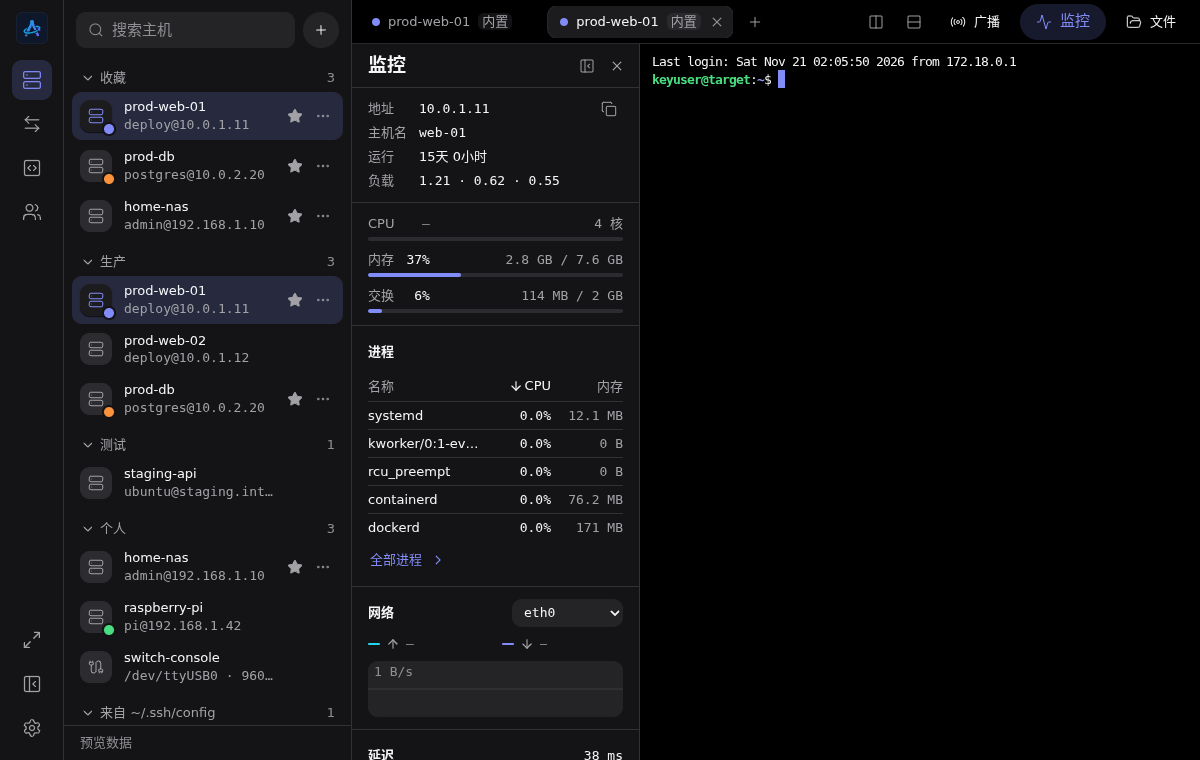 搜索主机
收藏 3
prod-web-01
deploy@10.0.1.11
prod-db
postgres@10.0.2.20
home-nas
admin@192.168.1.10
生产 3
prod-web-01
deploy@10.0.1.11
prod-web-02
deploy@10.0.1.12
prod-db
postgres@10.0.2.20
测试 1
staging-api
ubuntu@staging.int…
个人 3
home-nas
admin@192.168.1.10
raspberry-pi
pi@192.168.1.42
switch-console
/dev/ttyUSB0 · 960…
来自 ~/.ssh/config 1
预览数据
prod-web-01 内置
prod-web-01 内置
广播
监控
文件
监控
地址 10.0.1.11
主机名 web-01
运行 15天 0小时
负载 1.21 · 0.62 · 0.55
CPU — 4 核
内存 37% 2.8 GB / 7.6 GB
交换 6% 114 MB / 2 GB
进程
名称 CPU 内存
systemd 0.0% 12.1 MB
kworker/0:1-ev… 0.0% 0 B
rcu_preempt 0.0% 0 B
containerd 0.0% 76.2 MB
dockerd 0.0% 171 MB
全部进程
网络 eth0
— —
1 B/s
延迟 38 ms
Last login: Sat Nov 21 02:05:50 2026 from 172.18.0.1
keyuser@target:~$